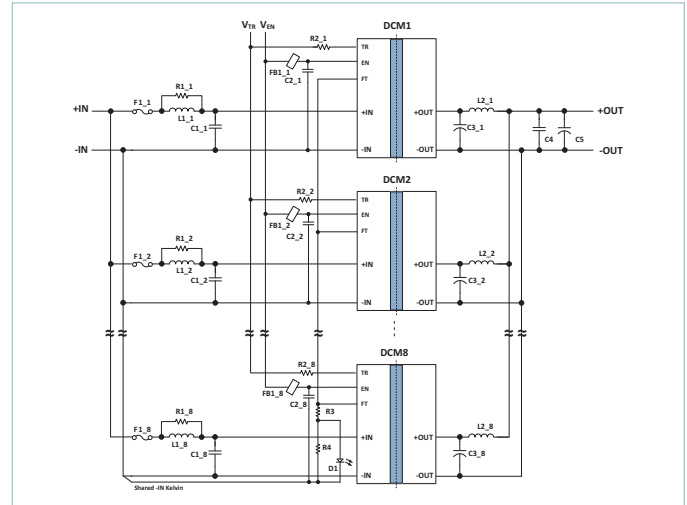 VTR VEN
DCM1
R2_1
TR
EN
FB1_1
C2_1
FT
R1_1
F1_1
L1_1
L2_1
+IN
+IN
+OUT
+OUT
C1_1
C3_1
C4
C5
-IN
-IN
-OUT
-OUT
DCM2
R2_2
TR
EN
FB1_2
C2_2
FT
R1_2
F1_2
L1_2
L2_2
+IN
+OUT
C1_2
C3_2
-IN
-OUT
DCM8
R2_8
TR
EN
FB1_8
C2_8
FT
R3
R1_8
F1_8
L1_8
L2_8
+IN
+OUT
C1_8
R4
C3_8
D1
-IN
-OUT
Shared -IN Kelvin